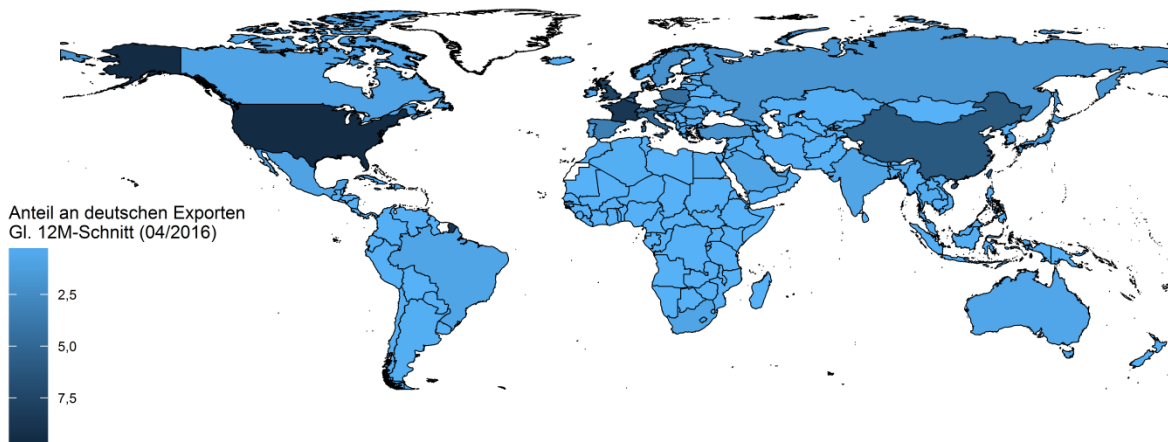 Anteil an deutschen Exporten
Gl. 12M-Schnitt (04/2016)
2,5
5,0
7,5